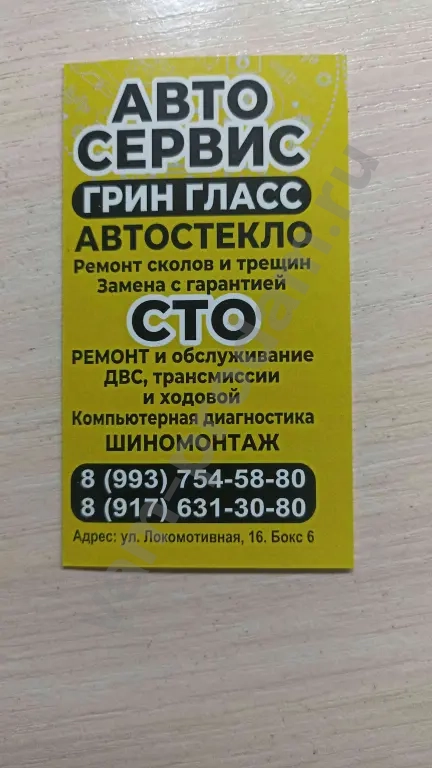 АВТО
СЕРВИС
ГРИН ГЛАСС
АВТОСТЕКЛО
Ремонт сколов и трещин
Замена с гарантией
СТО
РЕМОНТ и обслуживание
ДВС, трансмиссии
и ходовой
Компьютерная диагностика
ШИНОМОНТАЖ
8 (993) 754-58-80
8 (917) 631-30-80
Адрес: ул. Локомотивная, 16. Бокс 6